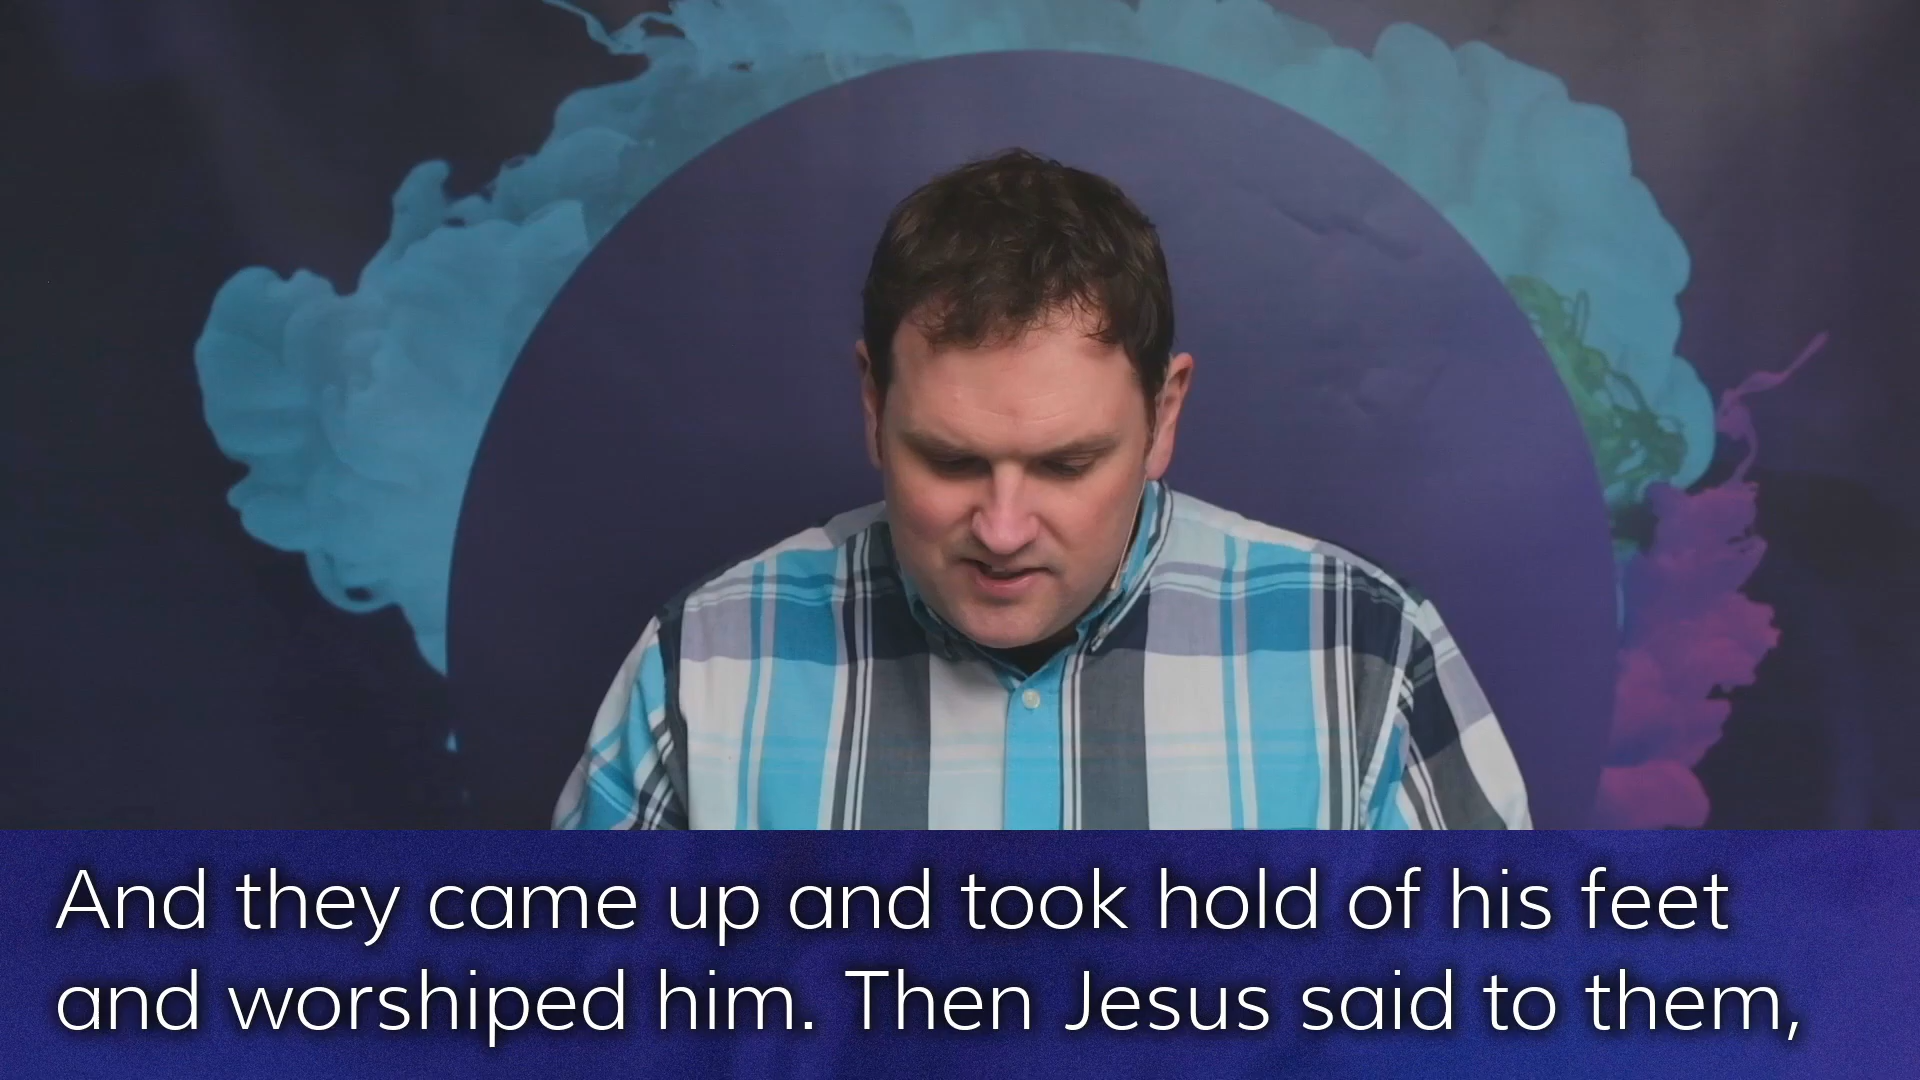 And they came up and took hold of his feet
and worshiped him. Then Jesus said to them,